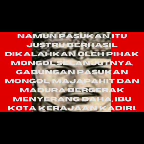 NAMUN PASUKAN ITU
JUSTRU BERHASIL
DIKALAHKAN OLEH PIHAK
MONGOL. SELANJUTNYA
GABUNGAN PASUKAN
MONGOL, MAJAPAHIT DAN
MADURA BERGERAK
MENYERANG DAHA, IBU
KOTA KERAJAAN KADIRI